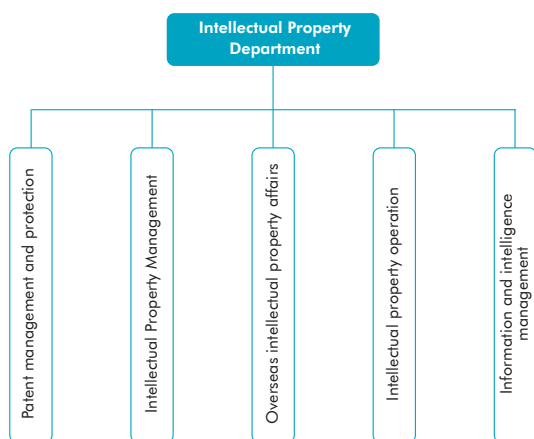 Intellectual Property
Department
Patent management and protection
Intellectual Property Management
Overseas intellectual property affairs
Intellectual property operation
Information and intelligence
management